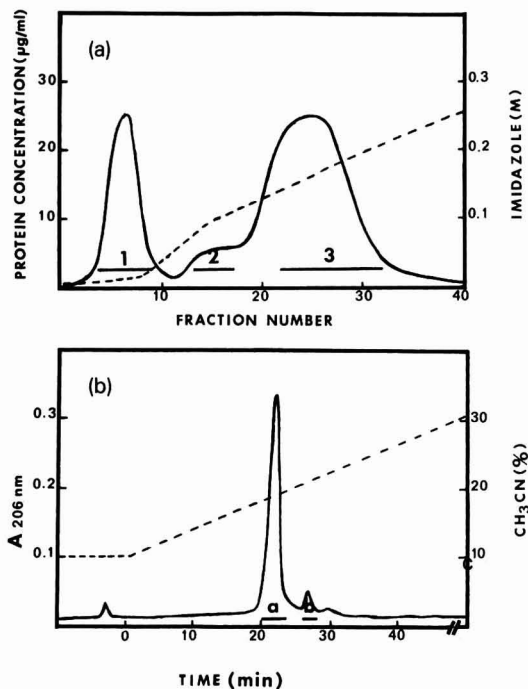 (a)
PROTEIN CONCENTRATION (µg/ml)
30
20
10
IMIDAZOLE (M)
0.3
0.2
0.1
1
2
3
10 20 30 40
FRACTION NUMBER
(b)
A 206 nm
0.3
0.2
0.1
CH3CN (%)
30
20
10
C
a
b
0 10 20 30 40
TIME (min)